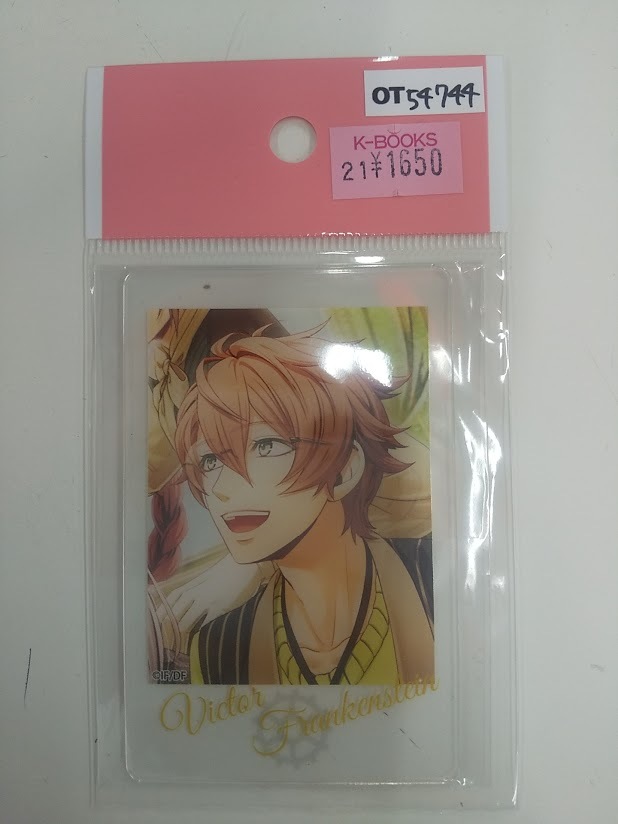 OT54744
K-BOOKS
21¥1650
©IF/DF
Victor
Frankenstein